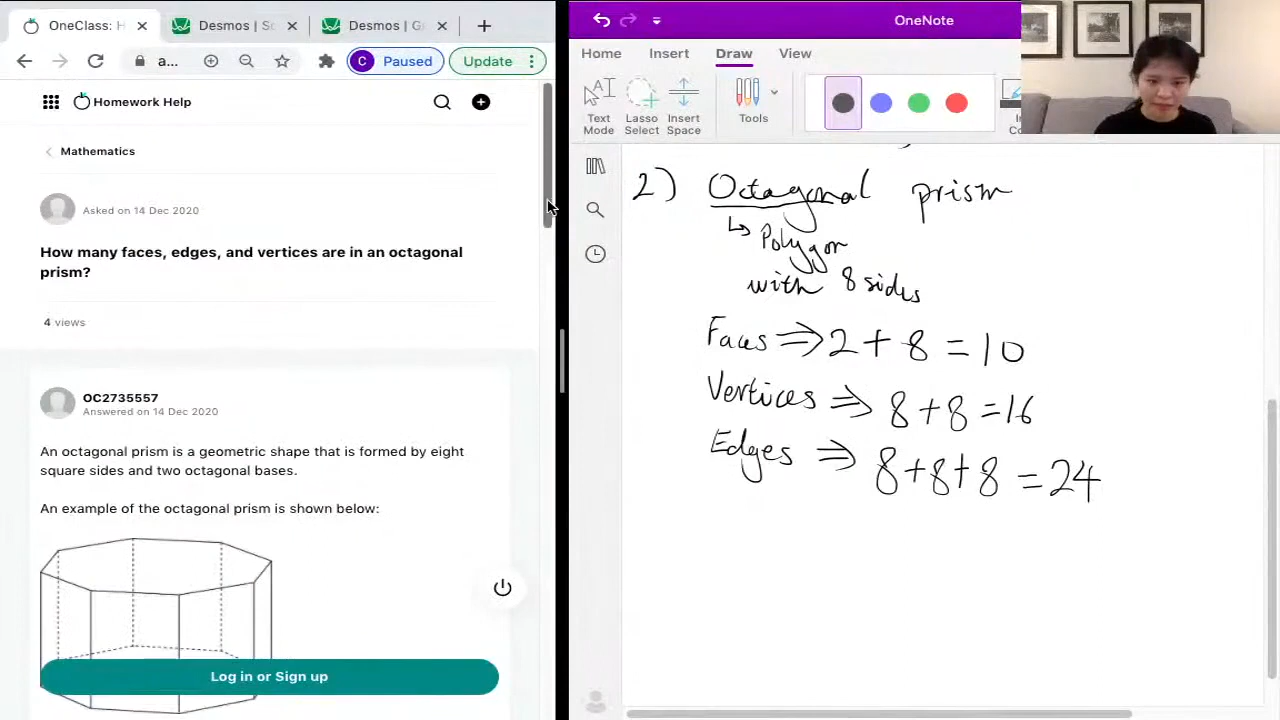 OneClass: H
Desmos | Sc
Desmos | Gr
a...
C Paused
Update
Homework Help
Mathematics
Asked on 14 Dec 2020
How many faces, edges, and vertices are in an octagonal
prism?
4 views
OC2735557
Answered on 14 Dec 2020
An octagonal prism is a geometric shape that is formed by eight
square sides and two octagonal bases.
An example of the octagonal prism is shown below:
Log in or Sign up
OneNote
Home Insert Draw View
Text
Mode
Lasso
Select
Insert
Space
Tools
2) Octagonal prism
↳ Polygon
with 8 sides
Faces ⇒ 2 + 8 = 10
Vertices ⇒ 8 + 8 = 16
Edges ⇒ 8 + 8 + 8 = 24